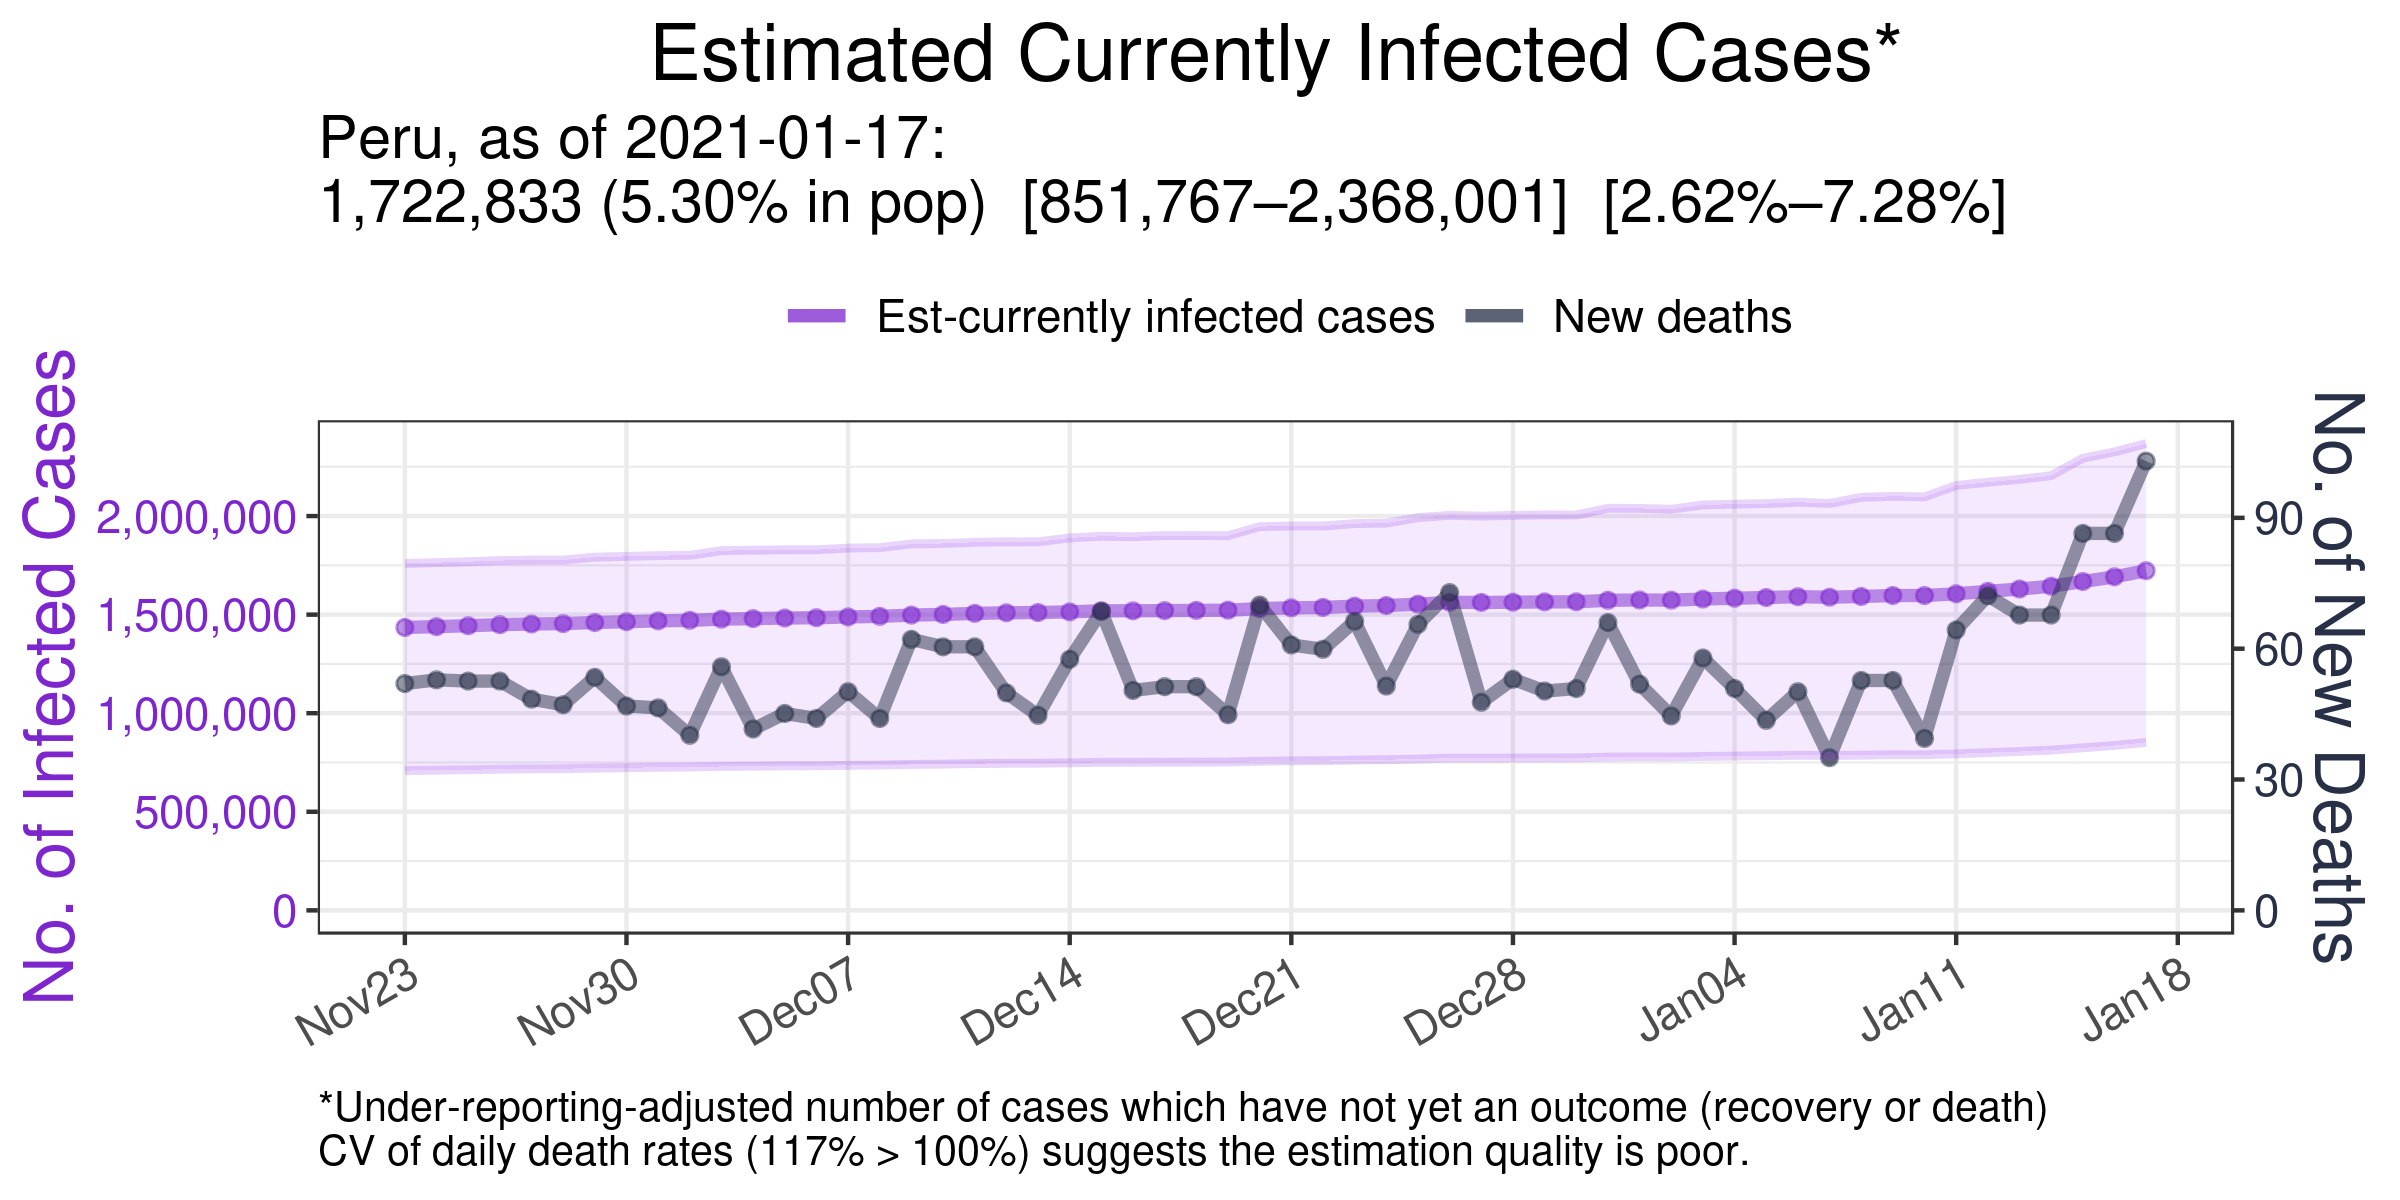 Estimated Currently Infected Cases*
Peru, as of 2021-01-17:
1,722,833 (5.30% in pop)  [851,767–2,368,001]  [2.62%–7.28%]
Est-currently infected cases
New deaths
No. of Infected Cases
2,000,000
1,500,000
1,000,000
500,000
0
90
60
30
0
No. of New Deaths
Nov23
Nov30
Dec07
Dec14
Dec21
Dec28
Jan04
Jan11
Jan18
*Under-reporting-adjusted number of cases which have not yet an outcome (recovery or death)
CV of daily death rates (117% > 100%) suggests the estimation quality is poor.